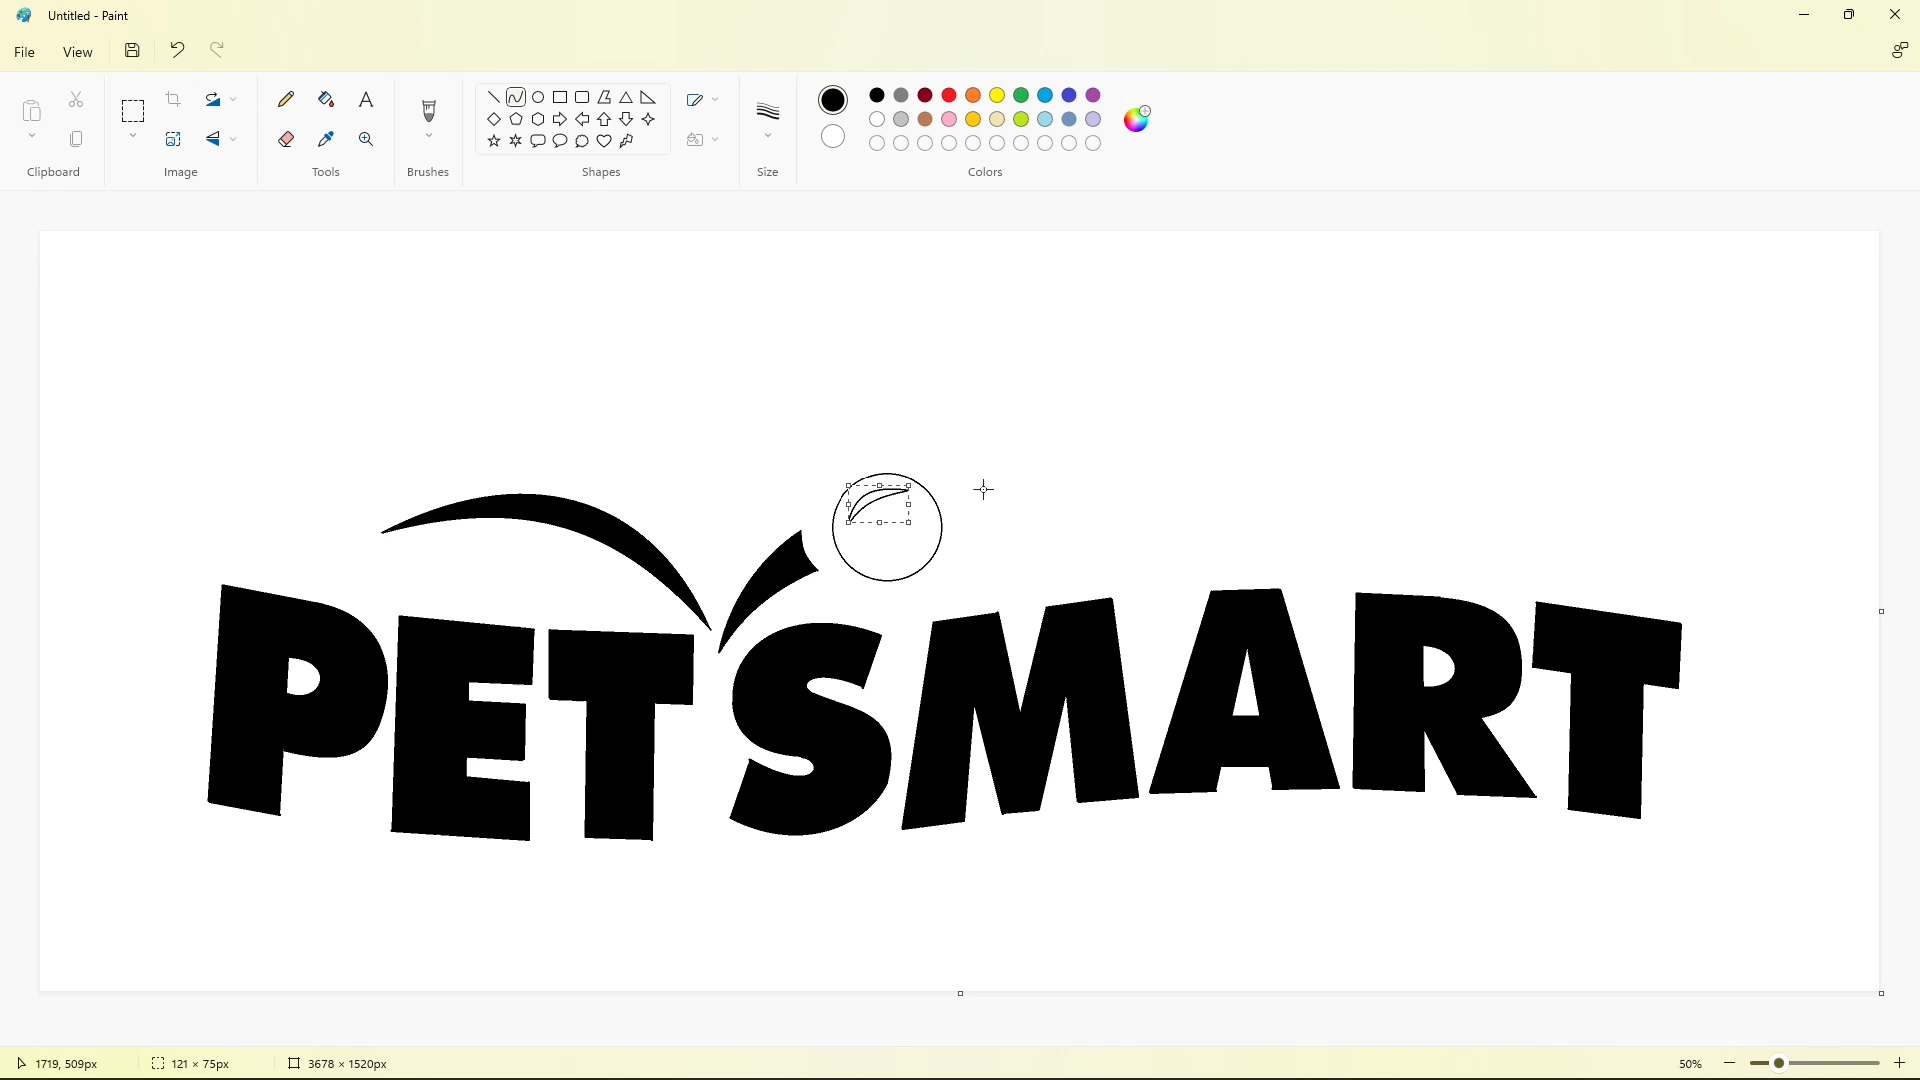 Untitled - Paint
File View
Clipboard Image Tools Brushes Shapes Size Colors
PETSMART
1719, 509px 121 × 75px 3678 × 1520px 50%